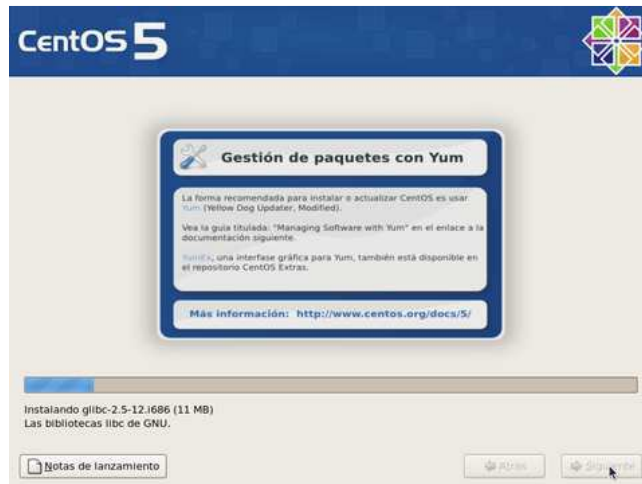 CentOS 5
Gestión de paquetes con Yum
La forma recomendada para instalar o actualizar CentOS es usar
Yum (Yellow Dog Updater, Modified).
Vea la guía titulada: "Managing Software with Yum" en el enlace a la
documentación siguiente.
YumEx, una interfase gráfica para Yum, también está disponible en
el repositorio CentOS Extras.
Más información: http://www.centos.org/docs/5/
Instalando glibc-2.5-12.i686 (11 MB)
Las bibliotecas libc de GNU.
Notas de lanzamiento
Atrás
Siguiente